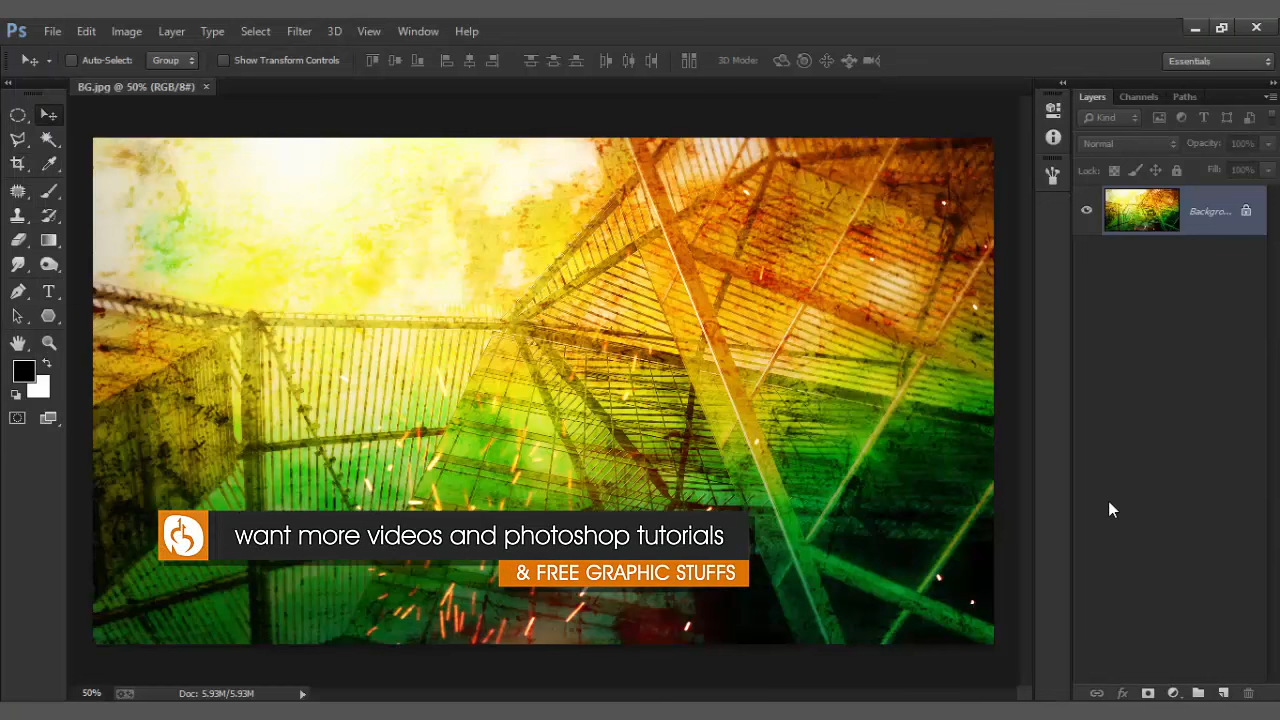 Ps File Edit Image Layer Type Select Filter 3D View Window Help
Auto-Select: Group Show Transform Controls 3D Mode: Essentials
BG.jpg @ 50% (RGB/8#) ×
Layers Channels Paths
Kind
Normal Opacity: 100%
Lock: Fill: 100%
Backgro...
want more videos and photoshop tutorials
& FREE GRAPHIC STUFFS
50% Doc: 5.93M/5.93M